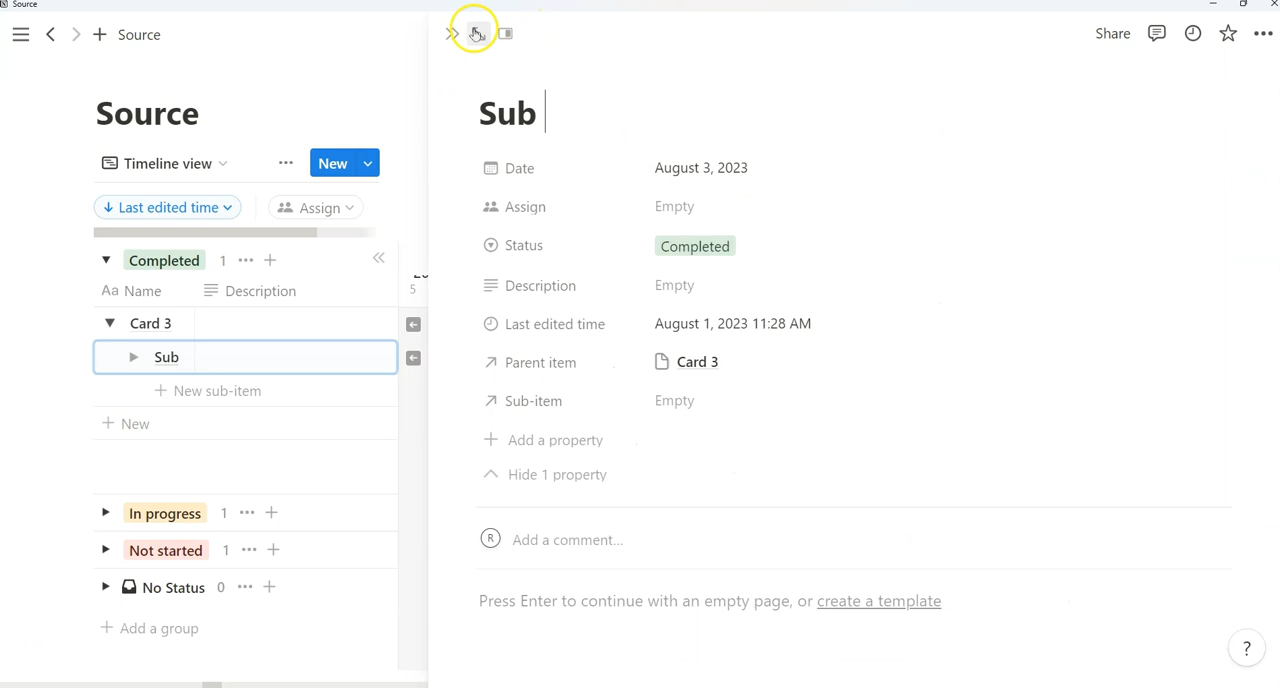 Source
Source
Share
Source
Timeline view
New
Last edited time
Assign
Completed 1
Aa Name
Description
5
Card 3
Sub
New sub-item
New
In progress 1
Not started 1
No Status 0
Add a group
Sub
Date August 3, 2023
Assign Empty
Status Completed
Description Empty
Last edited time August 1, 2023 11:28 AM
Parent item Card 3
Sub-item Empty
Add a property
Hide 1 property
R Add a comment...
Press Enter to continue with an empty page, or create a template
?